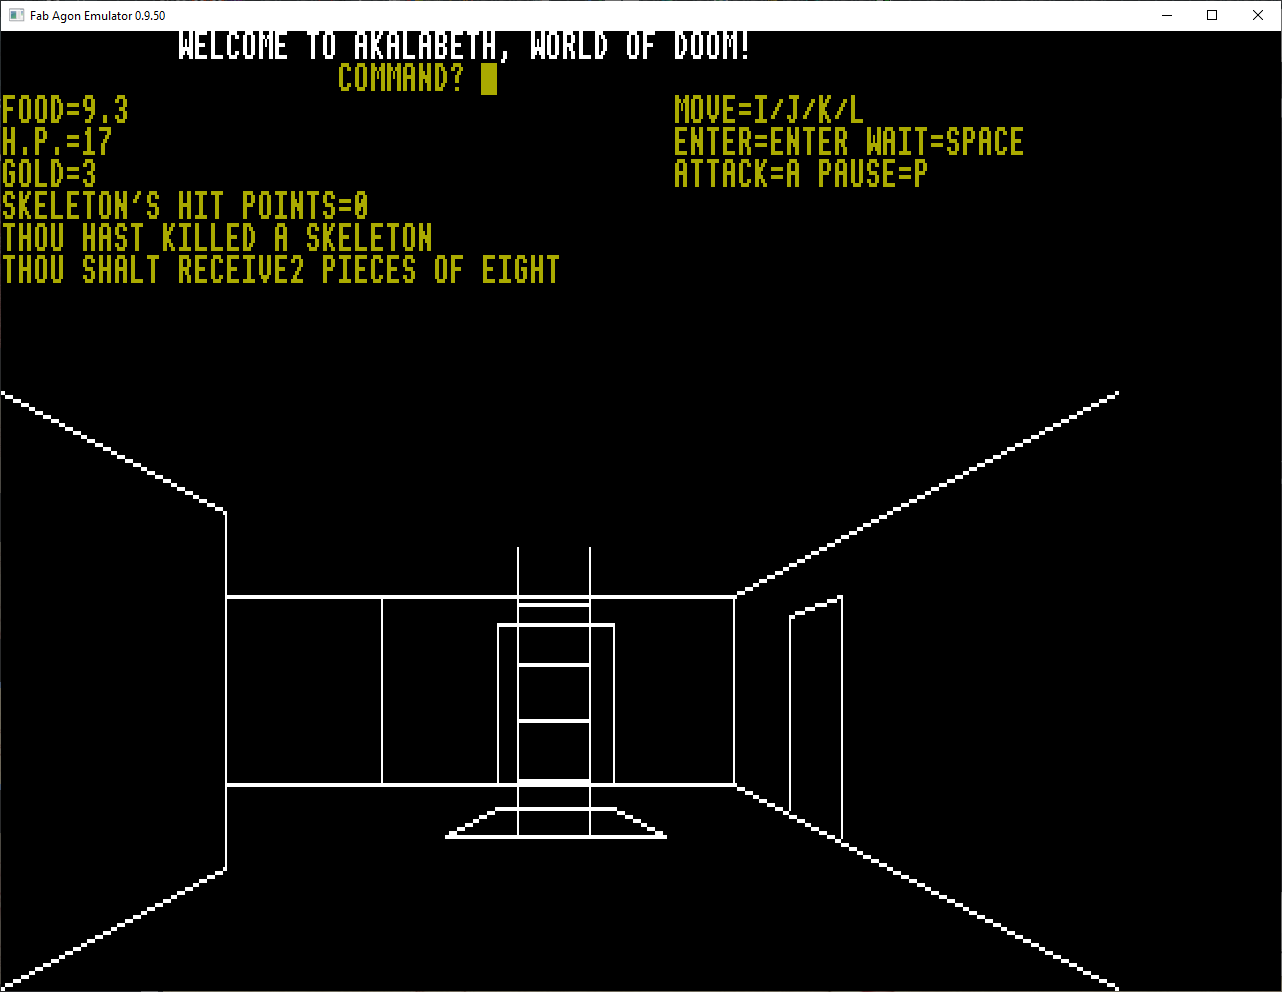 Fab Agon Emulator 0.9.50
WELCOME TO AKALABETH, WORLD OF DOOM!
COMMAND?
FOOD=9.3
MOVE=I/J/K/L
H.P.=17
ENTER=ENTER WAIT=SPACE
GOLD=3
ATTACK=A PAUSE=P
SKELETON'S HIT POINTS=0
THOU HAST KILLED A SKELETON
THOU SHALT RECEIVE2 PIECES OF EIGHT